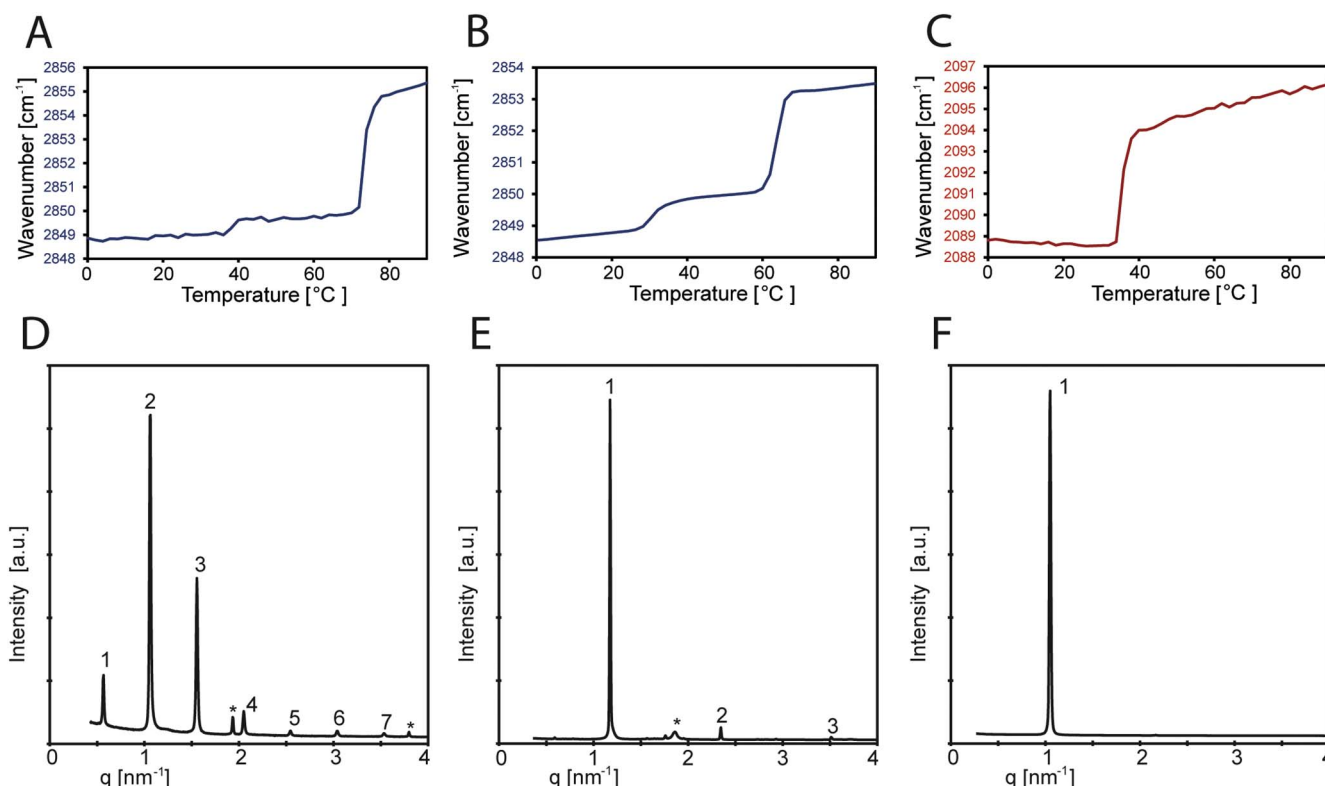 A
Wavenumber [cm⁻¹]
2856
2855
2854
2853
2852
2851
2850
2849
2848
0 20 40 60 80
Temperature [°C ]
B
Wavenumber [cm⁻¹]
2854
2853
2852
2851
2850
2849
2848
0 20 40 60 80
Temperature [°C ]
C
Wavenumber [cm⁻¹]
2097
2096
2095
2094
2093
2092
2091
2090
2089
2088
0 20 40 60 80
Temperature [°C ]
D
Intensity [a.u.]
1
2
3
*
4
5
6
7
*
0 1 2 3 4
q [nm⁻¹]
E
Intensity [a.u.]
1
*
2
3
0 1 2 3 4
q [nm⁻¹]
F
Intensity [a.u.]
1
0 1 2 3 4
q [nm⁻¹]